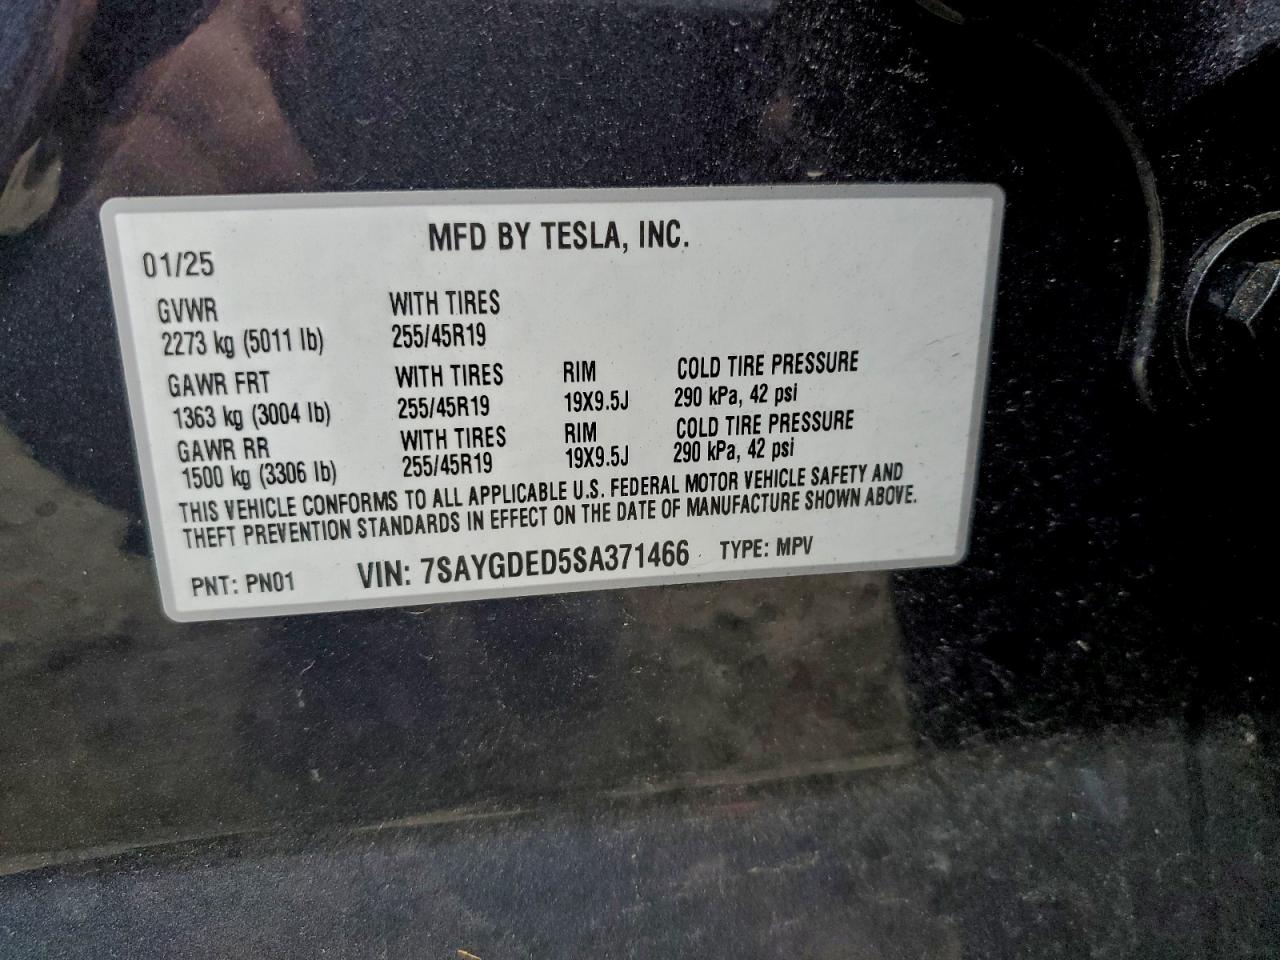 MFD BY TESLA, INC.
01/25
GVWR WITH TIRES
2273 kg (5011 lb) 255/45R19
GAWR FRT WITH TIRES RIM COLD TIRE PRESSURE
1363 kg (3004 lb) 255/45R19 19X9.5J 290 kPa, 42 psi
GAWR RR WITH TIRES RIM COLD TIRE PRESSURE
1500 kg (3306 lb) 255/45R19 19X9.5J 290 kPa, 42 psi
THIS VEHICLE CONFORMS TO ALL APPLICABLE U.S. FEDERAL MOTOR VEHICLE SAFETY AND
THEFT PREVENTION STANDARDS IN EFFECT ON THE DATE OF MANUFACTURE SHOWN ABOVE.
PNT: PN01 VIN: 7SAYGDED5SA371466 TYPE: MPV